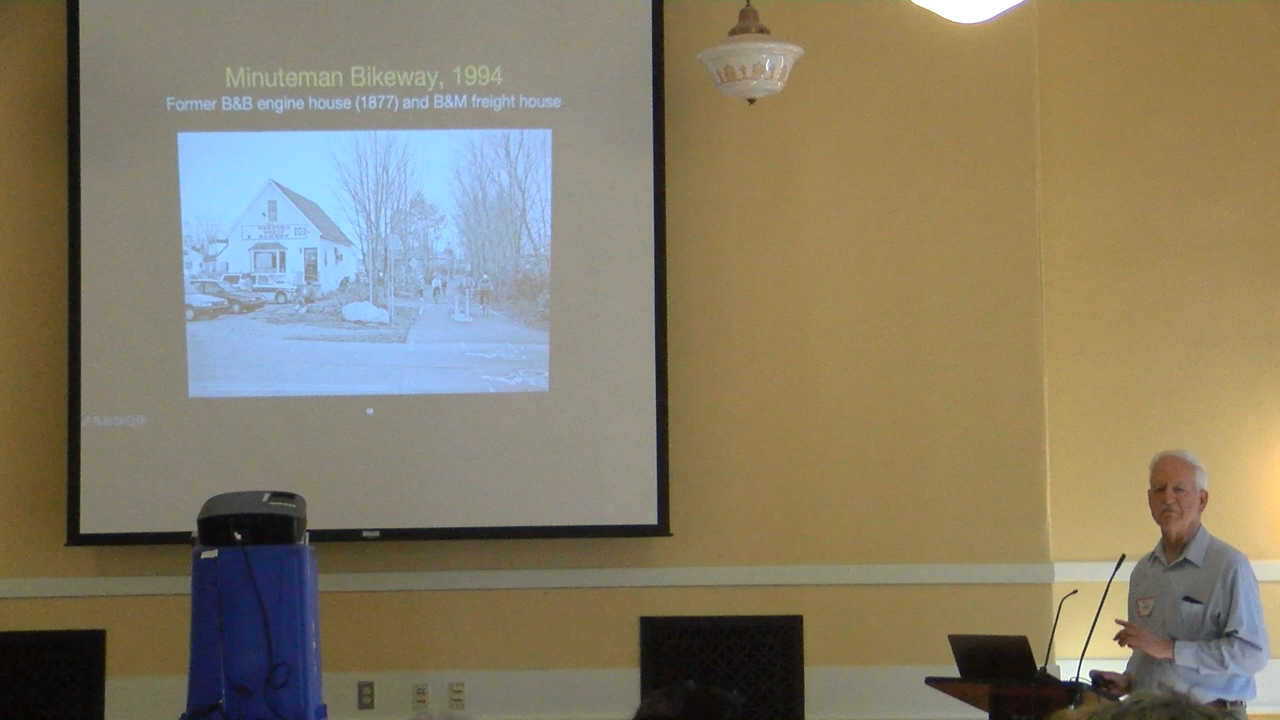 Minuteman Bikeway, 1994
Former B&B engine house (1877) and B&M freight house